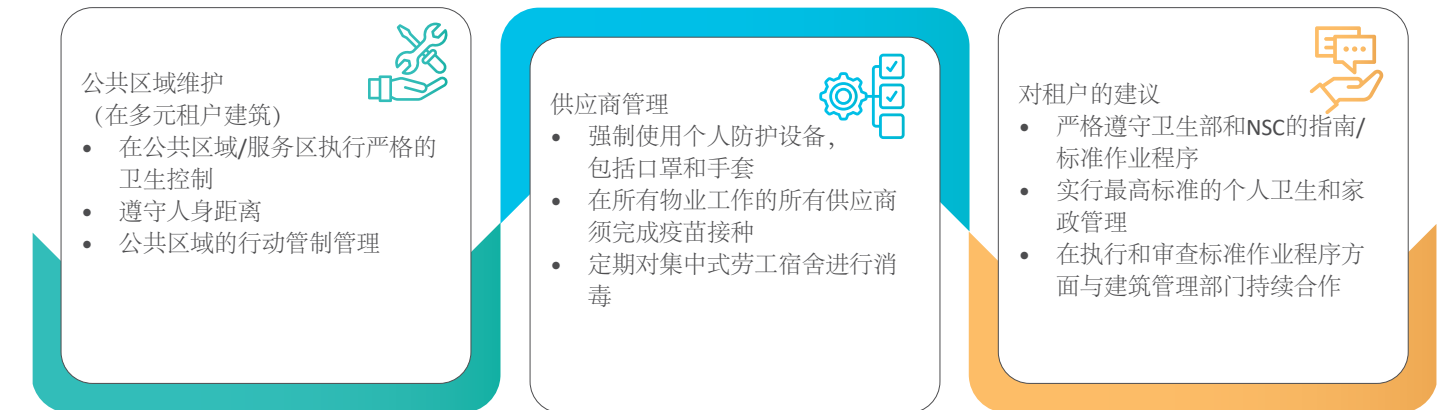 公共区域维护
（在多元租户建筑）
• 在公共区域/服务区执行严格的
卫生控制
• 遵守人身距离
• 公共区域的行动管制管理
供应商管理
• 强制使用个人防护设备，
包括口罩和手套
• 在所有物业工作的所有供应商
须完成疫苗接种
• 定期对集中式劳工宿舍进行消
毒
对租户的建议
• 严格遵守卫生部和NSC的指南/
标准作业程序
• 实行最高标准的个人卫生和家
政管理
• 在执行和审查标准作业程序方
面与建筑管理部门持续合作